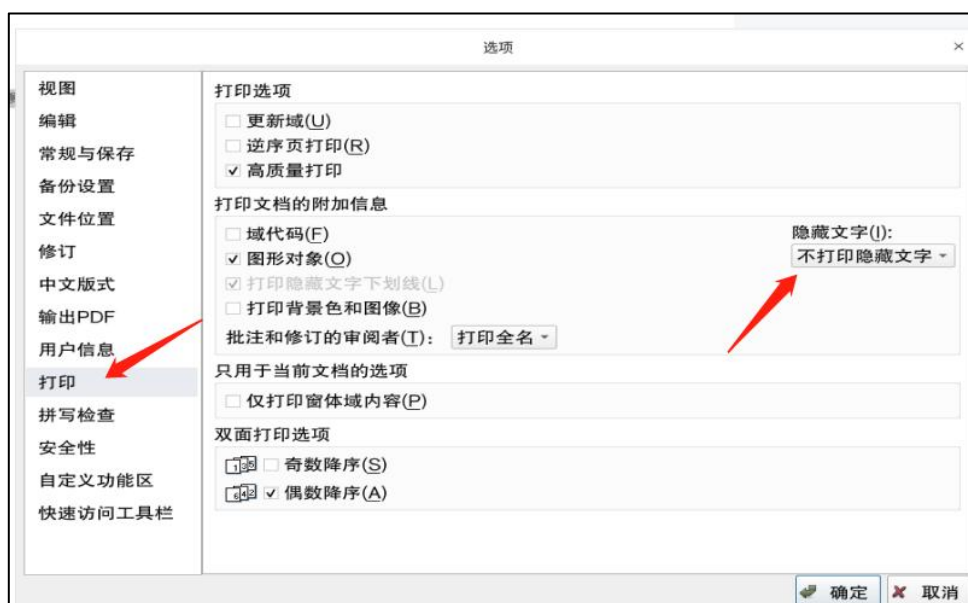 选项
视图
编辑
常规与保存
备份设置
文件位置
修订
中文版式
输出PDF
用户信息
打印
拼写检查
安全性
自定义功能区
快速访问工具栏
打印选项
更新域(U)
逆序页打印(R)
高质量打印
打印文档的附加信息
域代码(F)
图形对象(O)
打印隐藏文字下划线(L)
打印背景色和图像(B)
批注和修订的审阅者(T)： 打印全名
隐藏文字(I):
不打印隐藏文字
只用于当前文档的选项
仅打印窗体域内容(P)
双面打印选项
奇数降序(S)
偶数降序(A)
确定 取消